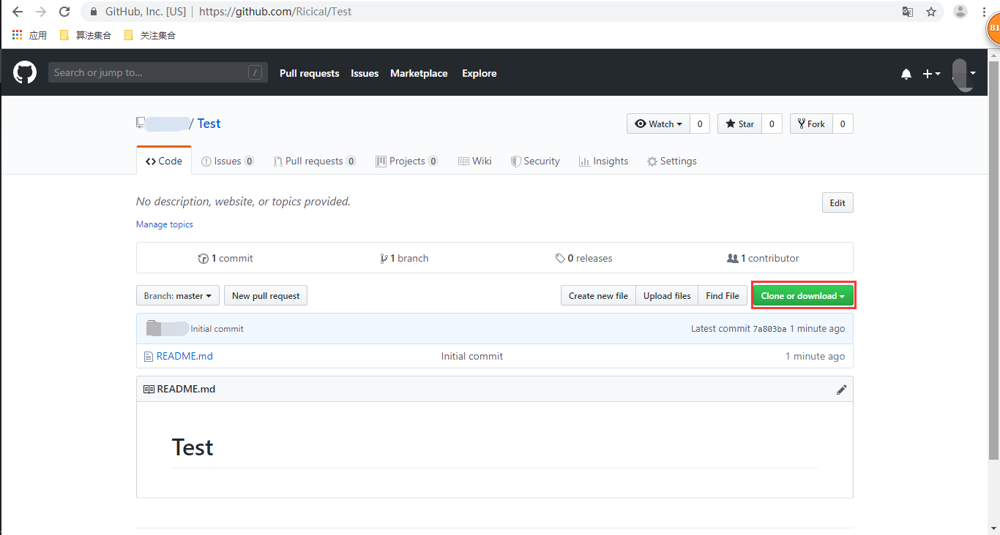 GitHub, Inc. [US] | https://github.com/Ricical/Test
应用 算法集合 关注集合
81
Search or jump to... / Pull requests Issues Marketplace Explore
/ Test Watch 0 Star 0 Fork 0
Code Issues 0 Pull requests 0 Projects 0 Wiki Security Insights Settings
No description, website, or topics provided. Edit
Manage topics
1 commit 1 branch 0 releases 1 contributor
Branch: master New pull request Create new file Upload files Find File Clone or download
Initial commit Latest commit 7a803ba 1 minute ago
README.md Initial commit 1 minute ago
README.md
Test